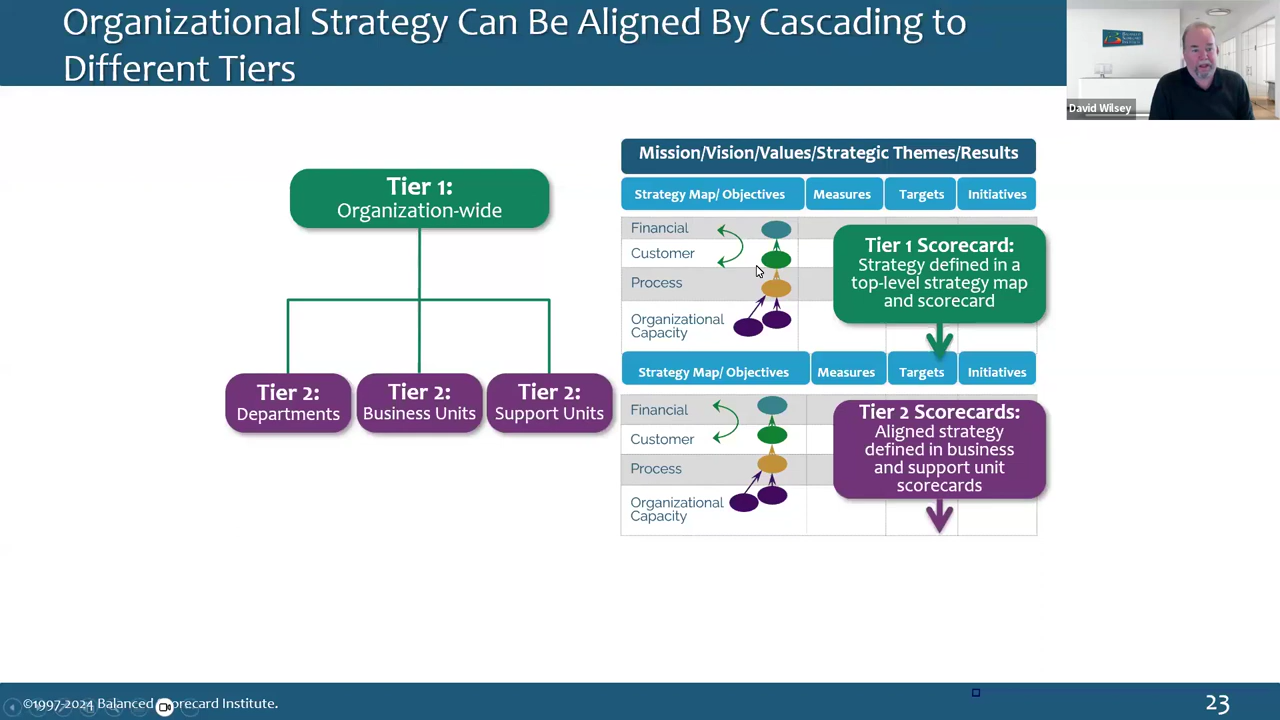 Organizational Strategy Can Be Aligned By Cascading to
Different Tiers
David Wilsey
Tier 1:
Organization-wide
Tier 2:
Departments
Tier 2:
Business Units
Tier 2:
Support Units
Mission/Vision/Values/Strategic Themes/Results
Strategy Map/ Objectives
Measures
Targets
Initiatives
Financial
Customer
Process
Organizational
Capacity
Tier 1 Scorecard:
Strategy defined in a
top-level strategy map
and scorecard
Strategy Map/ Objectives
Measures
Targets
Initiatives
Financial
Customer
Process
Organizational
Capacity
Tier 2 Scorecards:
Aligned strategy
defined in business
and support unit
scorecards
©1997-2024 Balanced Scorecard Institute.
23